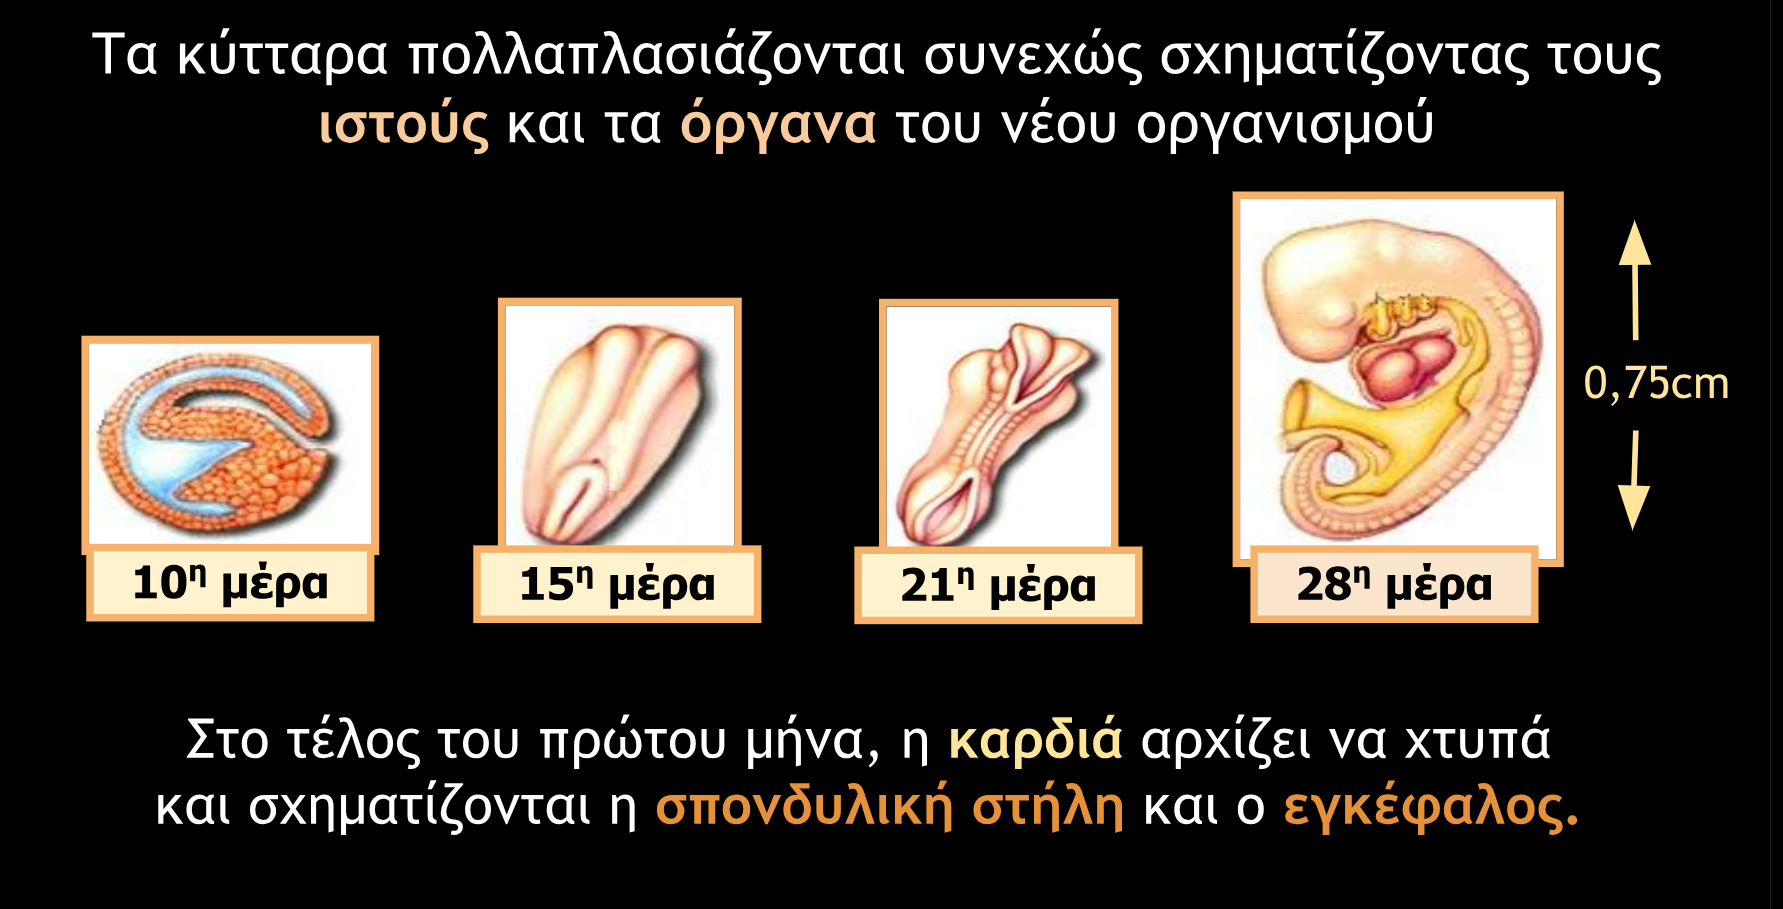 Τα κύτταρα πολλαπλασιάζονται συνεχώς σχηματίζοντας τους
ιστούς και τα όργανα του νέου οργανισμού
0,75cm
10η μέρα
15η μέρα
21η μέρα
28η μέρα
Στο τέλος του πρώτου μήνα, η καρδιά αρχίζει να χτυπά
και σχηματίζονται η σπονδυλική στήλη και ο εγκέφαλος.